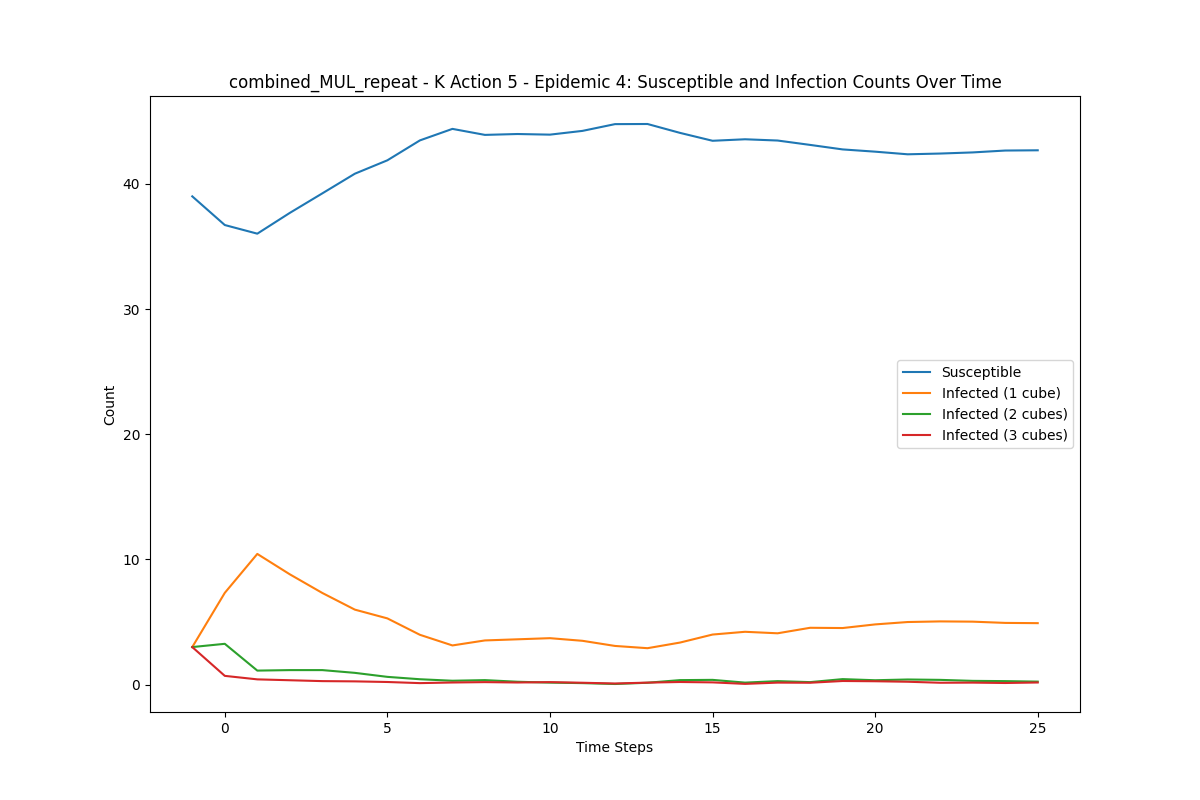 combined_MUL_repeat - K Action 5 - Epidemic 4: Susceptible and Infection Counts Over Time
40
30
20
10
0
Count
Susceptible
Infected (1 cube)
Infected (2 cubes)
Infected (3 cubes)
0 5 10 15 20 25
Time Steps